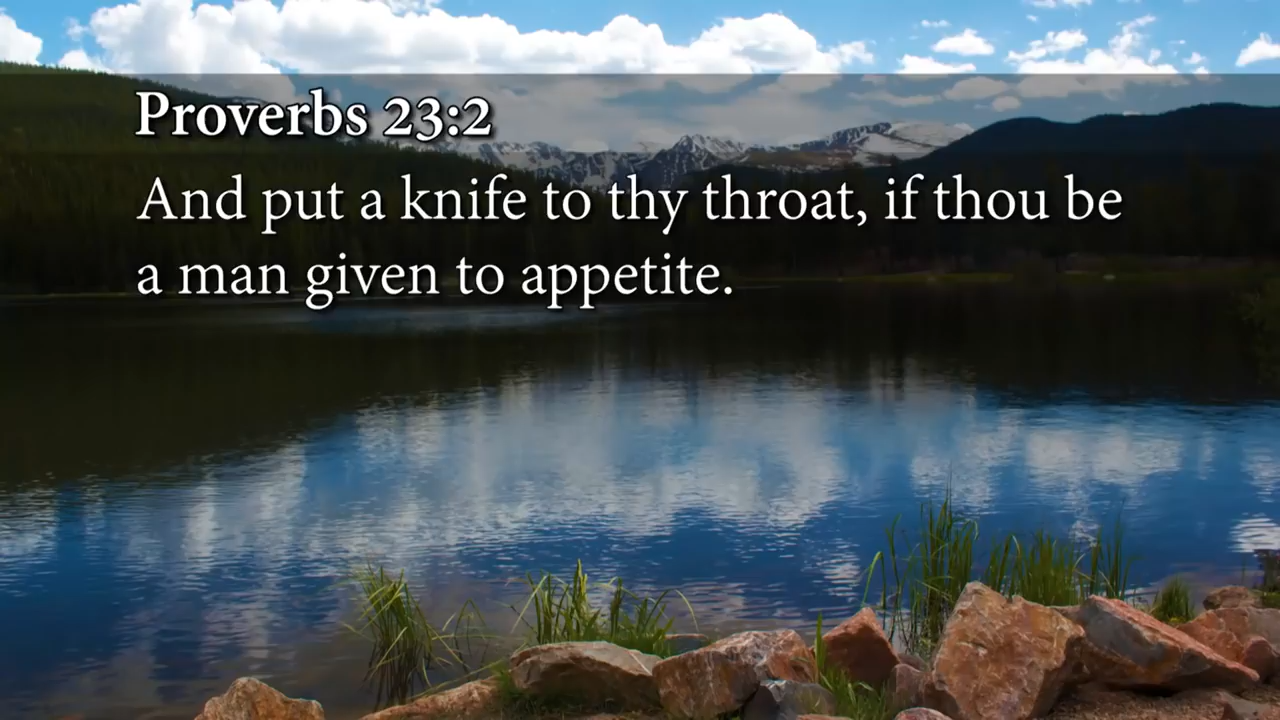 Proverbs 23:2
And put a knife to thy throat, if thou be
a man given to appetite.